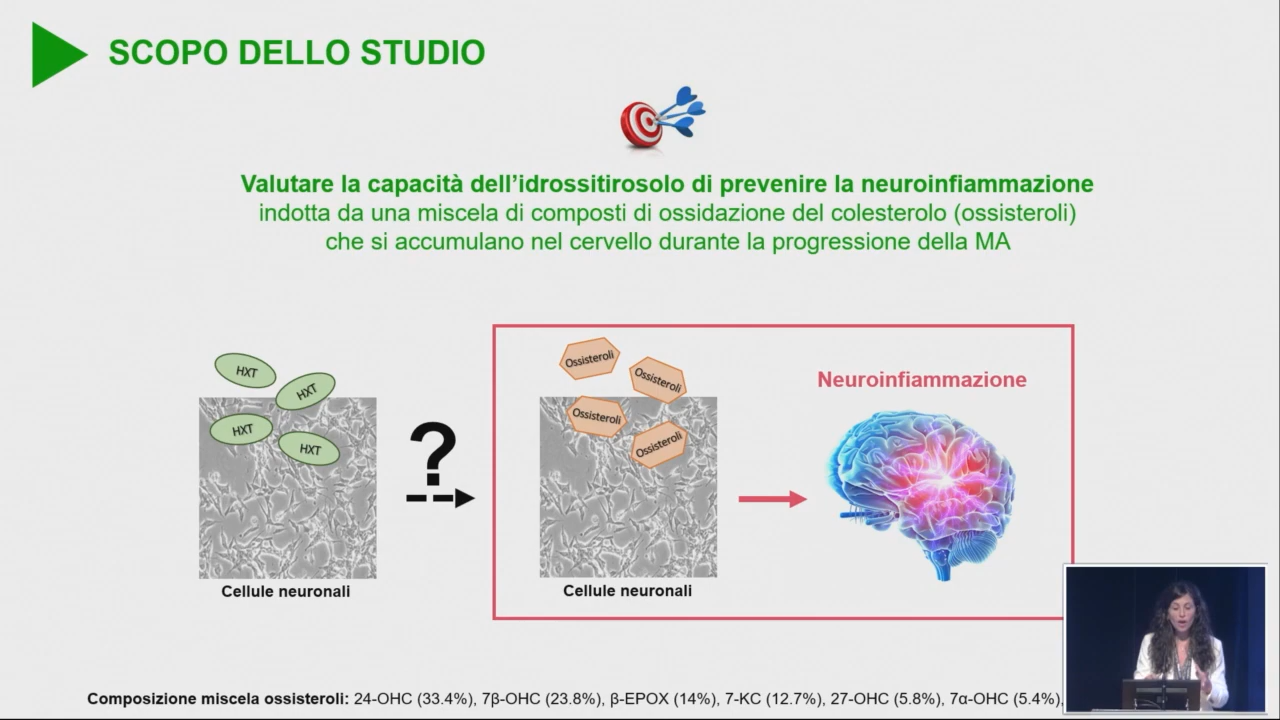 SCOPO DELLO STUDIO
Valutare la capacità dell’idrossitirosolo di prevenire la neuroinfiammazione
indotta da una miscela di composti di ossidazione del colesterolo (ossisteroli)
che si accumulano nel cervello durante la progressione della MA
HXT
HXT
HXT
HXT
?
Ossisteroli
Ossisteroli
Ossisteroli
Ossisteroli
Neuroinfiammazione
Cellule neuronali
Cellule neuronali
Composizione miscela ossisteroli: 24-OHC (33.4%), 7β-OHC (23.8%), β-EPOX (14%), 7-KC (12.7%), 27-OHC (5.8%), 7α-OHC (5.4%),